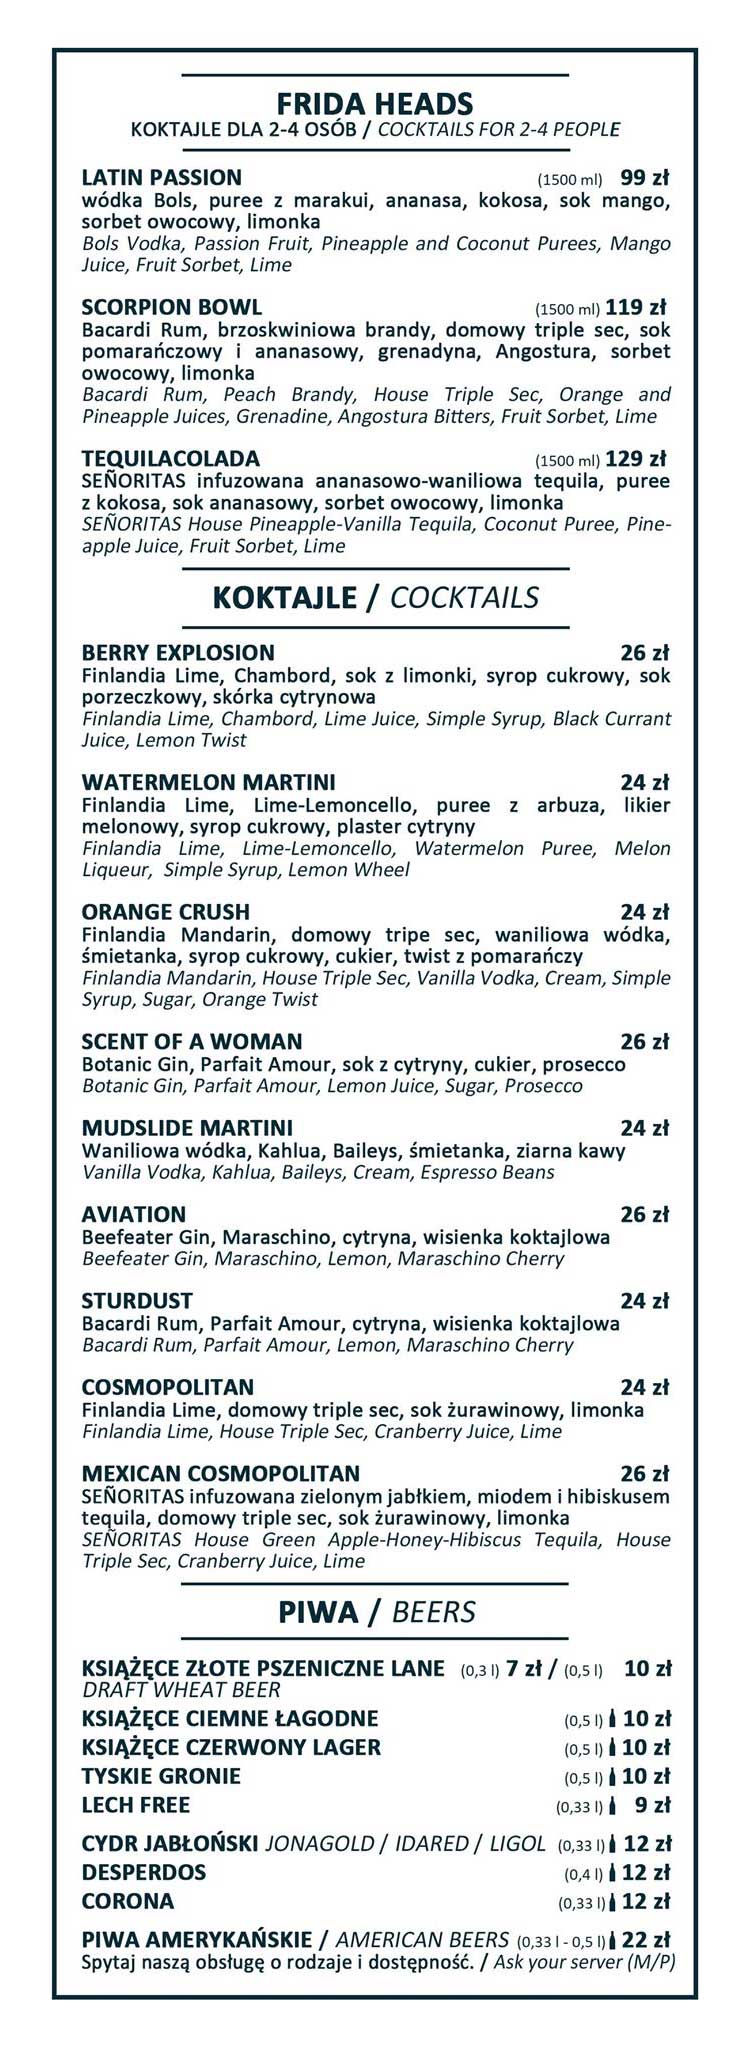 FRIDA HEADS
KOKTAJLE DLA 2-4 OSÓB / COCKTAILS FOR 2-4 PEOPLE
LATIN PASSION (1500 ml) 99 zł
wódka Bols, puree z marakui, ananasa, kokosa, sok mango,
sorbet owocowy, limonka
Bols Vodka, Passion Fruit, Pineapple and Coconut Purees, Mango
Juice, Fruit Sorbet, Lime
SCORPION BOWL (1500 ml) 119 zł
Bacardi Rum, brzoskwiniowa brandy, domowy triple sec, sok
pomarańczowy i ananasowy, grenadyna, Angostura, sorbet
owocowy, limonka
Bacardi Rum, Peach Brandy, House Triple Sec, Orange and
Pineapple Juices, Grenadine, Angostura Bitters, Fruit Sorbet, Lime
TEQUILACOLADA (1500 ml) 129 zł
SEÑORITAS infuzowana ananasowo-waniliowa tequila, puree
z kokosa, sok ananasowy, sorbet owocowy, limonka
SEÑORITAS House Pineapple-Vanilla Tequila, Coconut Puree, Pine-
apple Juice, Fruit Sorbet, Lime
KOKTAJLE / COCKTAILS
BERRY EXPLOSION 26 zł
Finlandia Lime, Chambord, sok z limonki, syrop cukrowy, sok
porzeczkowy, skórka cytrynowa
Finlandia Lime, Chambord, Lime Juice, Simple Syrup, Black Currant
Juice, Lemon Twist
WATERMELON MARTINI 24 zł
Finlandia Lime, Lime-Lemoncello, puree z arbuza, likier
melonowy, syrop cukrowy, plaster cytryny
Finlandia Lime, Lime-Lemoncello, Watermelon Puree, Melon
Liqueur, Simple Syrup, Lemon Wheel
ORANGE CRUSH 24 zł
Finlandia Mandarin, domowy tripe sec, waniliowa wódka,
śmietanka, syrop cukrowy, cukier, twist z pomarańczy
Finlandia Mandarin, House Triple Sec, Vanilla Vodka, Cream, Simple
Syrup, Sugar, Orange Twist
SCENT OF A WOMAN 26 zł
Botanic Gin, Parfait Amour, sok z cytryny, cukier, prosecco
Botanic Gin, Parfait Amour, Lemon Juice, Sugar, Prosecco
MUDSLIDE MARTINI 24 zł
Waniliowa wódka, Kahlua, Baileys, śmietanka, ziarna kawy
Vanilla Vodka, Kahlua, Baileys, Cream, Espresso Beans
AVIATION 26 zł
Beefeater Gin, Maraschino, cytryna, wisienka koktajlowa
Beefeater Gin, Maraschino, Lemon, Maraschino Cherry
STURDUST 24 zł
Bacardi Rum, Parfait Amour, cytryna, wisienka koktajlowa
Bacardi Rum, Parfait Amour, Lemon, Maraschino Cherry
COSMOPOLITAN 24 zł
Finlandia Lime, domowy triple sec, sok żurawinowy, limonka
Finlandia Lime, House Triple Sec, Cranberry Juice, Lime
MEXICAN COSMOPOLITAN 26 zł
SEÑORITAS infuzowana zielonym jabłkiem, miodem i hibiskusem
tequila, domowy triple sec, sok żurawinowy, limonka
SEÑORITAS House Green Apple-Honey-Hibiscus Tequila, House
Triple Sec, Cranberry Juice, Lime
PIWA / BEERS
KSIĄŻĘCE ZŁOTE PSZENICZNE LANE (0,3 l) 7 zł / (0,5 l) 10 zł
DRAFT WHEAT BEER
KSIĄŻĘCE CIEMNE ŁAGODNE (0,5 l) 10 zł
KSIĄŻĘCE CZERWONY LAGER (0,5 l) 10 zł
TYSKIE GRONIE (0,5 l) 10 zł
LECH FREE (0,33 l) 9 zł
CYDR JABŁOŃSKI JONAGOLD / IDARED / LIGOL (0,33 l) 12 zł
DESPERDOS (0,4 l) 12 zł
CORONA (0,33 l) 12 zł
PIWA AMERYKAŃSKIE / AMERICAN BEERS (0,33 l - 0,5 l) 22 zł
Spytaj naszą obsługę o rodzaje i dostępność. / Ask your server (M/P)